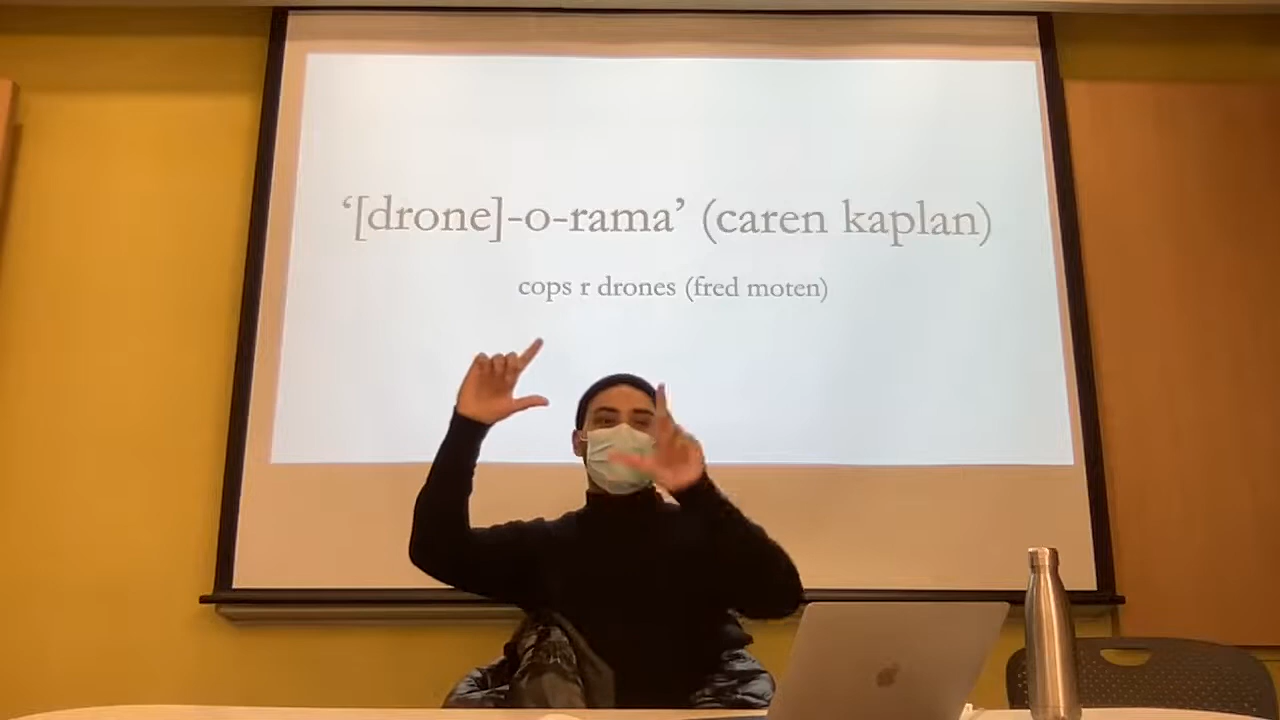 ‘[drone]-o-rama’ (caren kaplan)
cops r drones (fred moten)